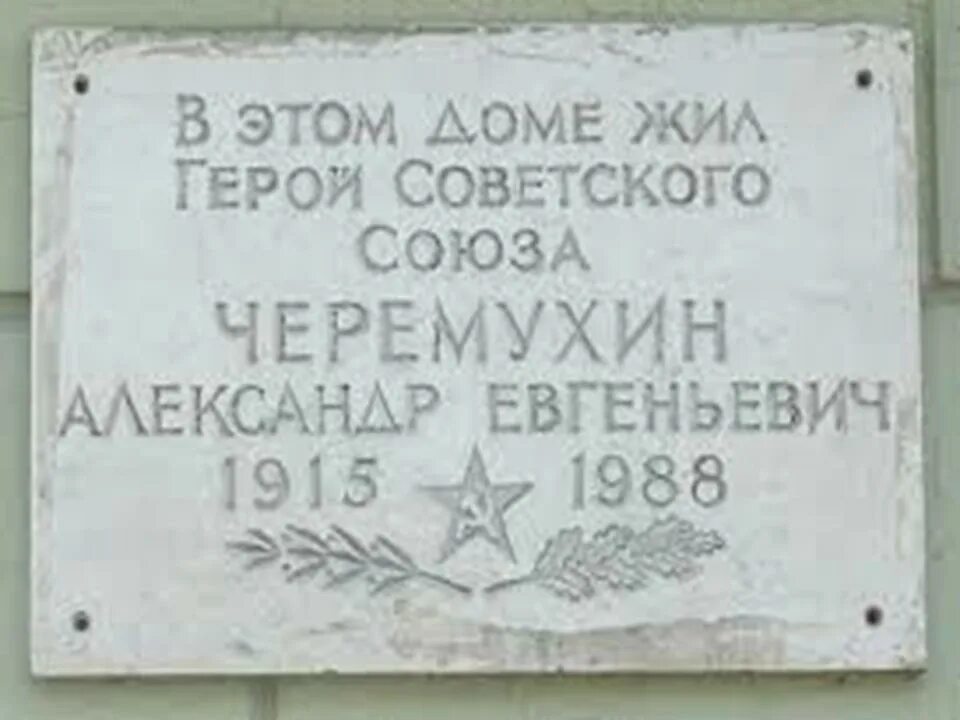 В ЭТОМ ДОМЕ ЖИЛ
ГЕРОЙ СОВЕТСКОГО
СОЮЗА
ЧЕРЕМУХИН
АЛЕКСАНДР ЕВГЕНЬЕВИЧ
1915 1988